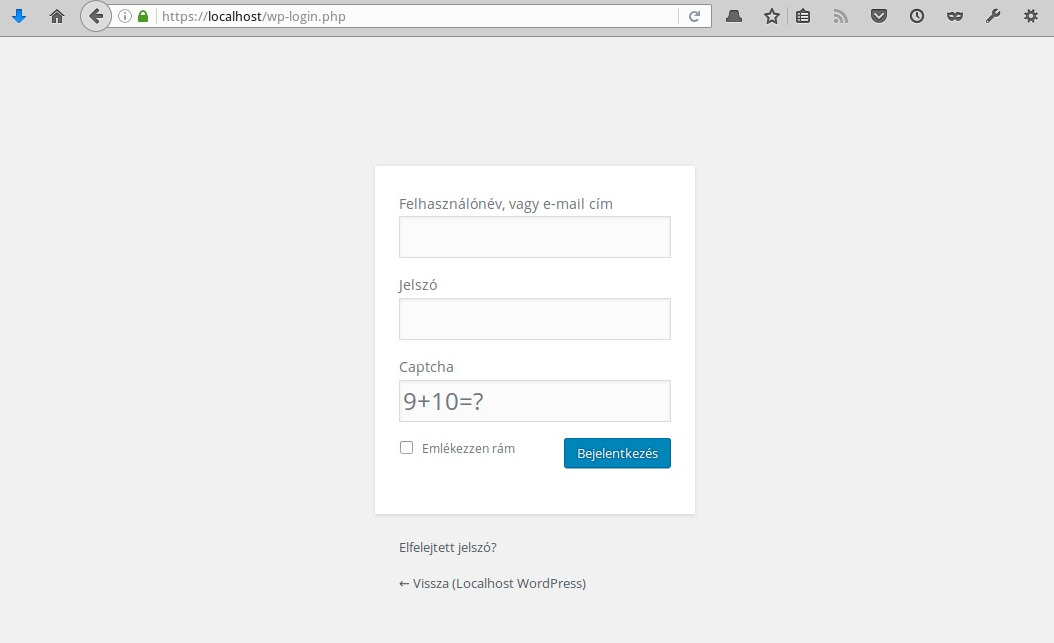 https://localhost/wp-login.php
Felhasználónév, vagy e-mail cím
Jelszó
Captcha
9+10=?
Emlékezzen rám
Bejelentkezés
Elfelejtett jelszó?
← Vissza (Localhost WordPress)